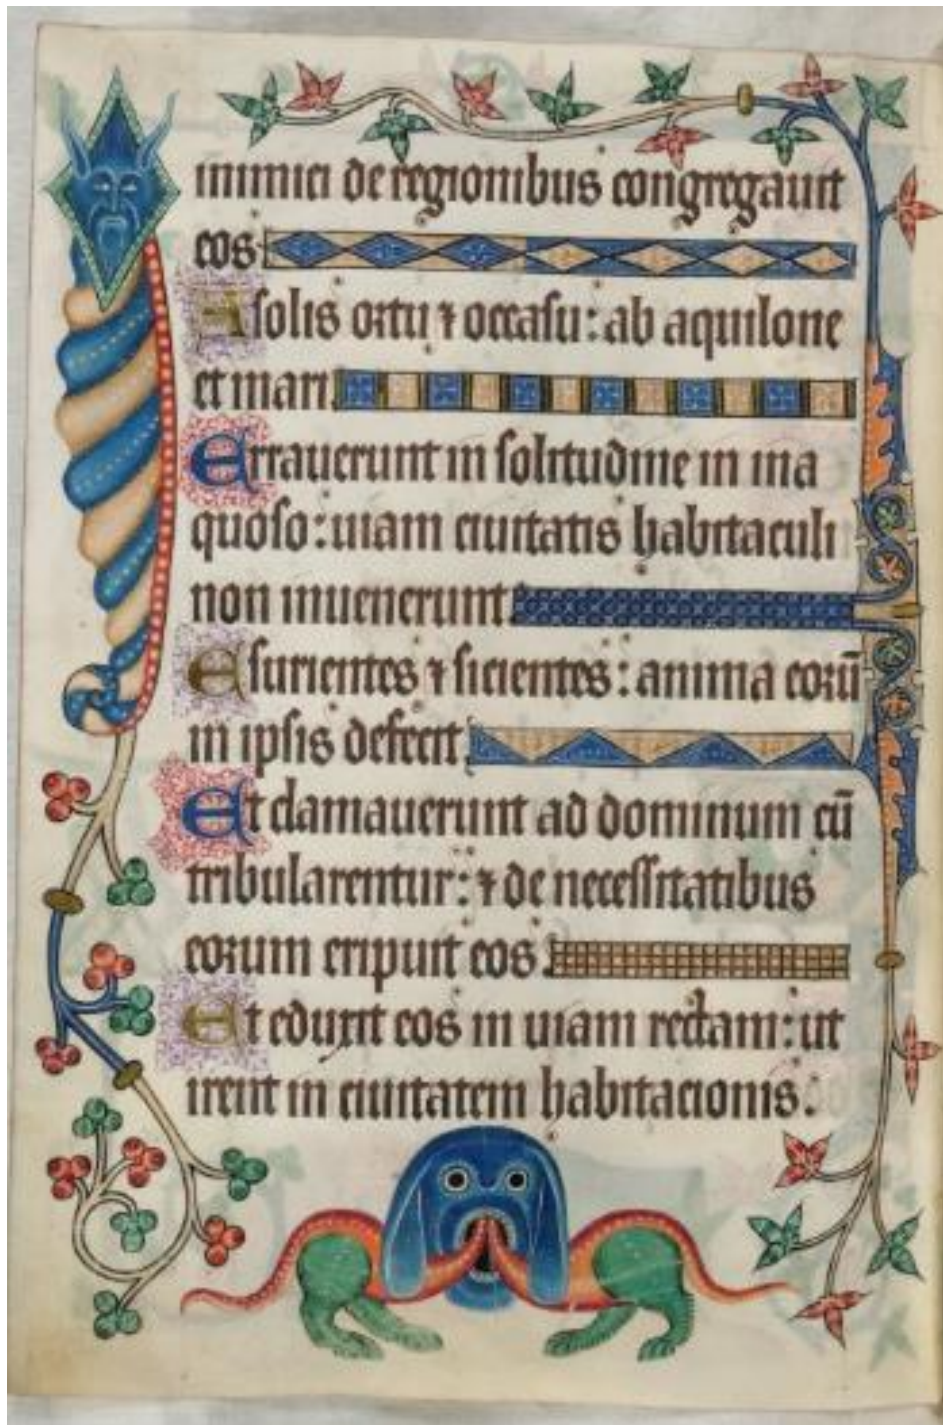 inimici de regionibus congregauit
eos.
A solis ortu ⁊ occasu: ab aquilone
et mari.
Errauerunt in solitudine in ina
quoso: uiam ciuitatis habitaculi
non inuenerunt.
Esurientes ⁊ sicientes: anima eorū
in ipsis defecit.
Et clamauerunt ad dominum cū
tribularentur: ⁊ de necessitatibus
eorum eripuit eos.
Et eduxit eos in uiam rectam: ut
irent in ciuitatem habitacionis.